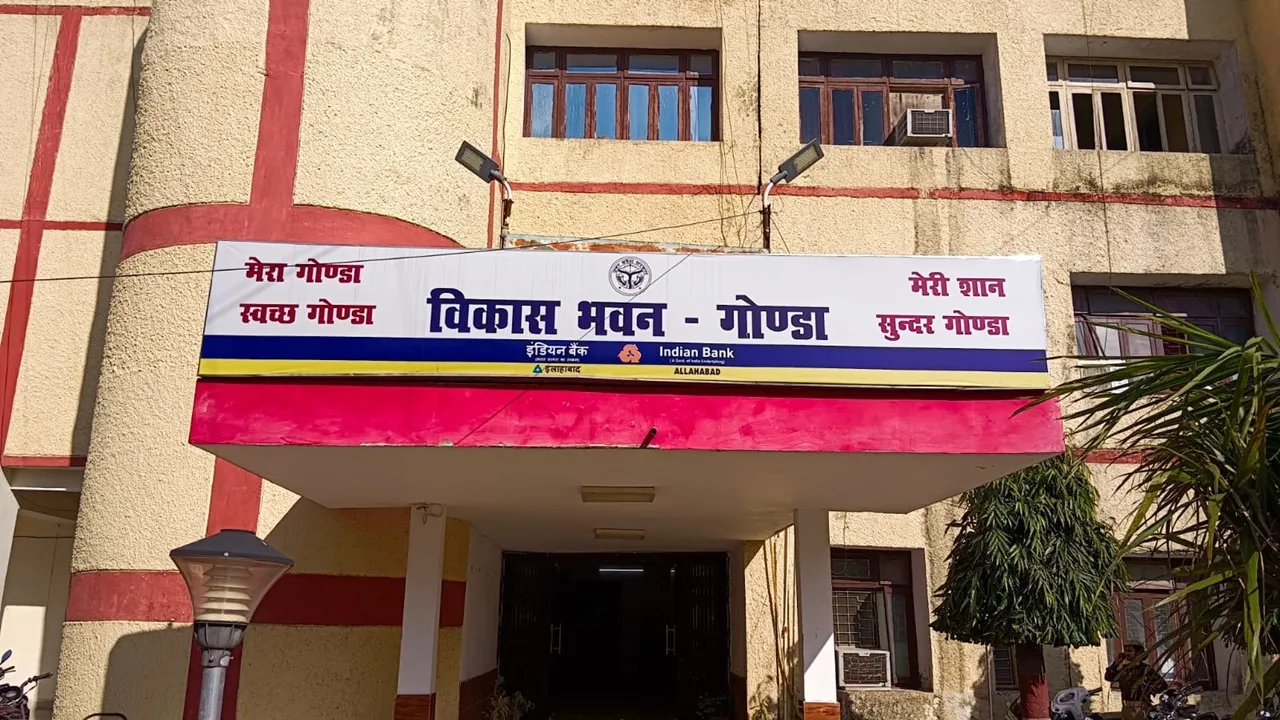 मेरा गोण्डा
स्वच्छ गोण्डा
विकास भवन - गोण्डा
मेरी शान
सुन्दर गोण्डा
इंडियन बैंक
इलाहाबाद
Indian Bank
ALLAHABAD